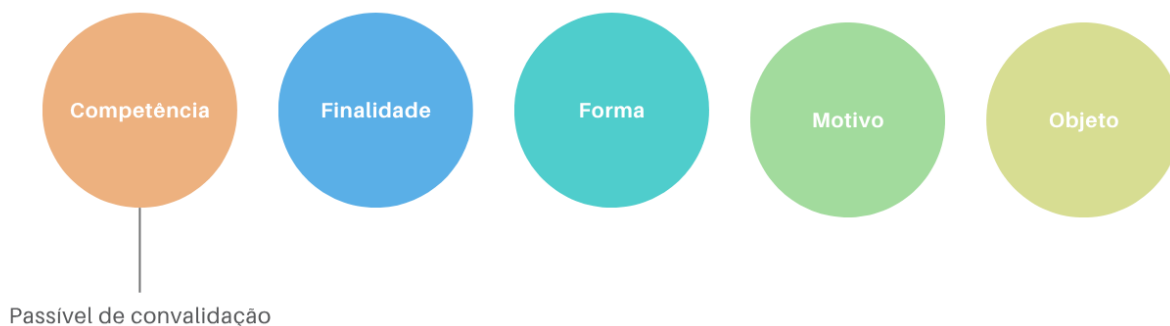 Competência
Finalidade
Forma
Motivo
Objeto
Passível de convalidação